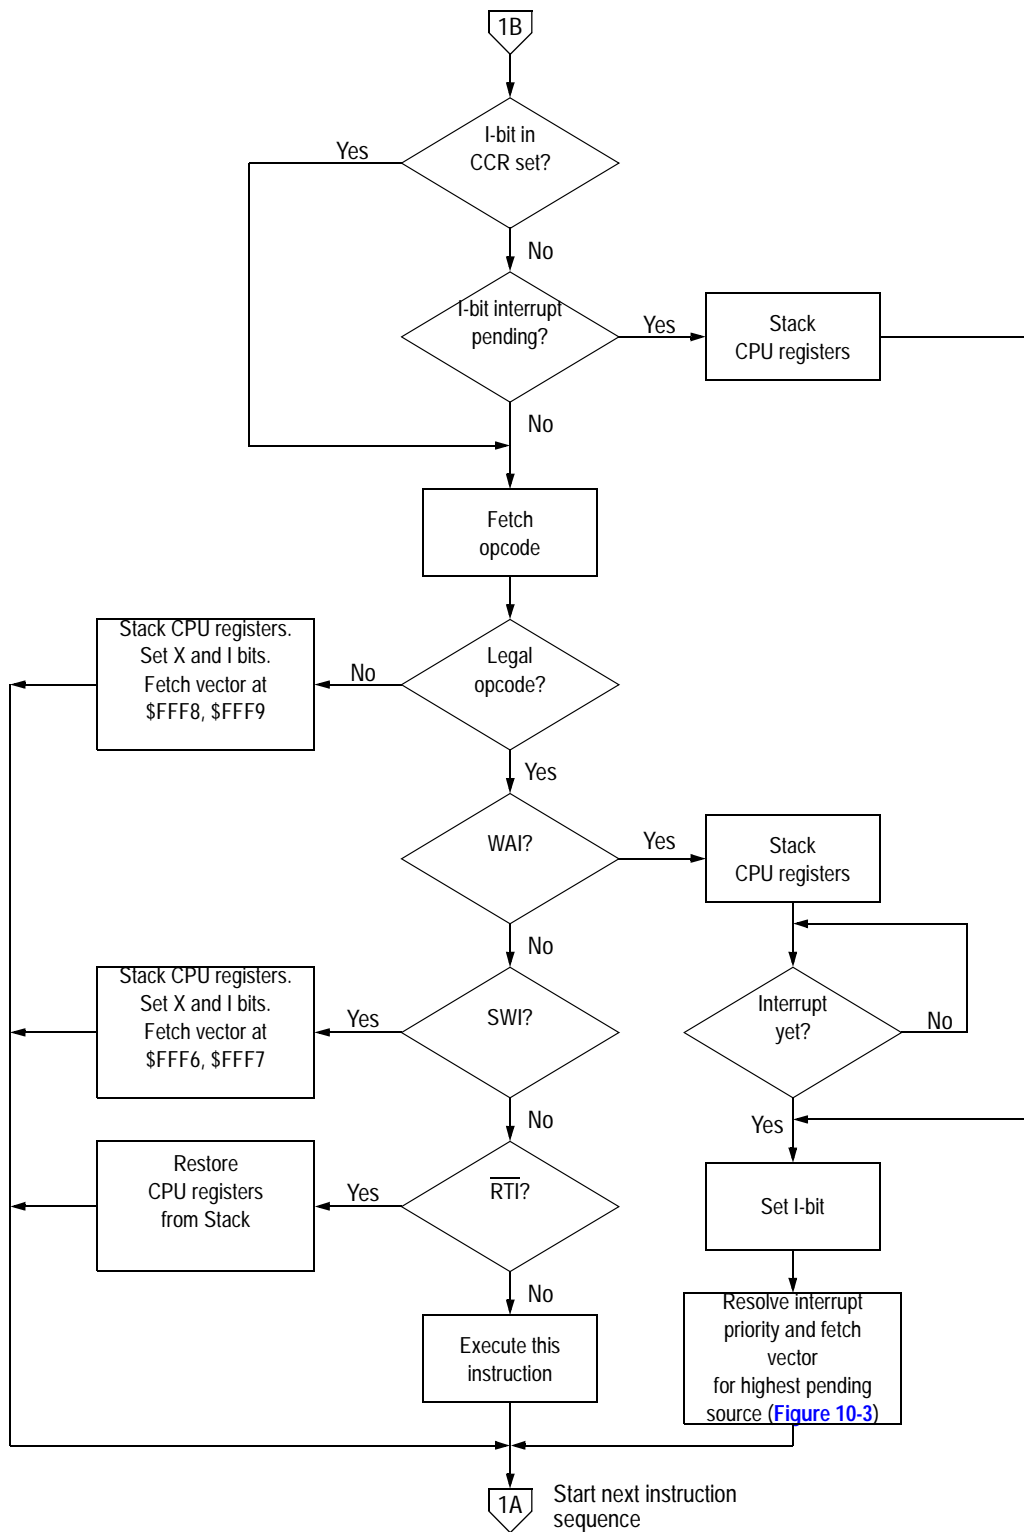 1B
I-bit in
CCR set?
Yes
No
I-bit interrupt
pending?
Yes
Stack
CPU registers
No
Fetch
opcode
Stack CPU registers.
Set X and I bits.
Fetch vector at
$FFF8, $FFF9
No
Legal
opcode?
Yes
WAI?
Yes
Stack
CPU registers
No
Stack CPU registers.
Set X and I bits.
Fetch vector at
$FFF6, $FFF7
Yes
SWI?
Interrupt
yet?
No
No
Yes
Restore
CPU registers
from Stack
Yes
RTI?
Set I-bit
No
Execute this
instruction
Resolve interrupt
priority and fetch
vector
for highest pending
source (Figure 10-3)
1A
Start next instruction
sequence